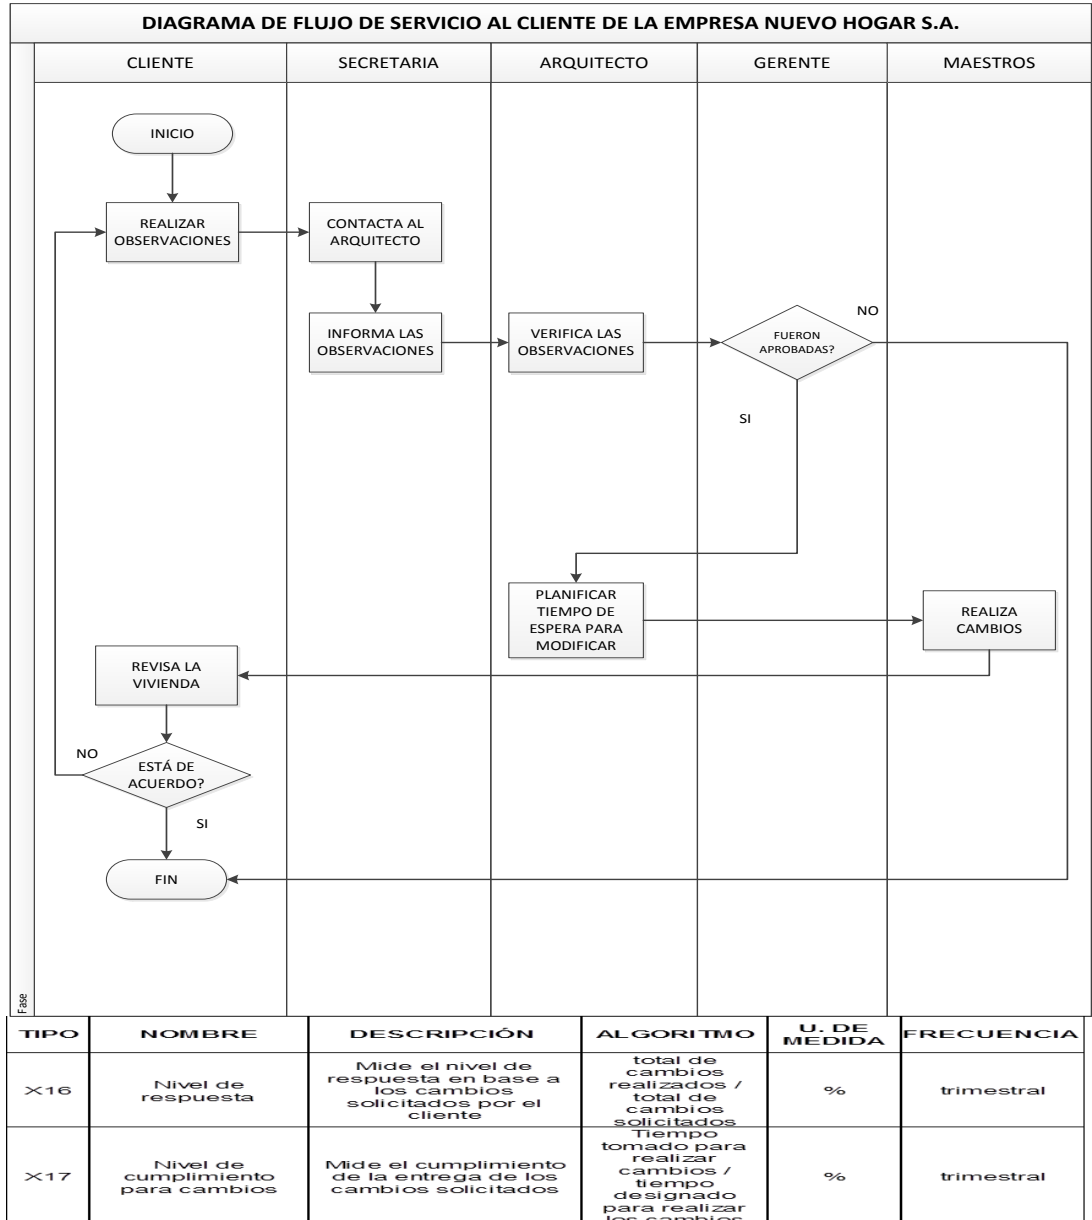 DIAGRAMA DE FLUJO DE SERVICIO AL CLIENTE DE LA EMPRESA NUEVO HOGAR S.A.
CLIENTE
SECRETARIA
ARQUITECTO
GERENTE
MAESTROS
INICIO
REALIZAR
OBSERVACIONES
CONTACTA AL
ARQUITECTO
INFORMA LAS
OBSERVACIONES
VERIFICA LAS
OBSERVACIONES
FUERON
APROBADAS?
NO
SI
PLANIFICAR
TIEMPO DE
ESPERA PARA
MODIFICAR
REALIZA
CAMBIOS
REVISA LA
VIVIENDA
NO
ESTÁ DE
ACUERDO?
SI
FIN
Fase
TIPO
NOMBRE
DESCRIPCIÓN
ALGORITMO
U. DE
MEDIDA
FRECUENCIA
X16
Nivel de
respuesta
Mide el nivel de
respuesta en base a
los cambios
solicitados por el
cliente
total de
cambios
realizados /
total de
cambios
solicitados
%
trimestral
X17
Nivel de
cumplimiento
para cambios
Mide el cumplimiento
de la entrega de los
cambios solicitados
Tiempo
tomado para
realizar
cambios /
tiempo
designado
para realizar
los cambios
%
trimestral